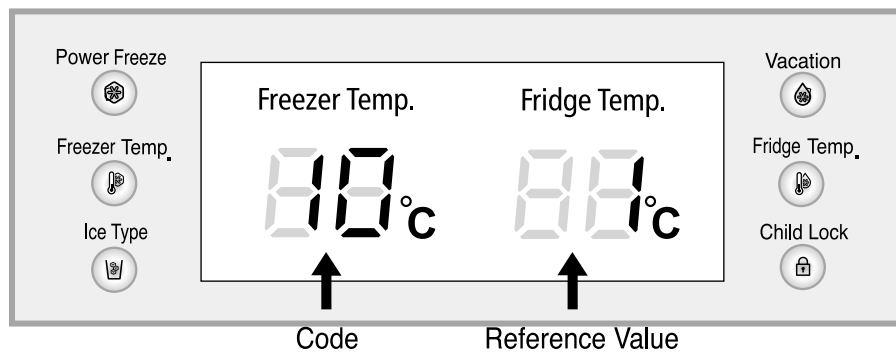 Power Freeze
Freezer Temp.
Ice Type
Freezer Temp.
10°C
Fridge Temp.
1°C
Vacation
Fridge Temp.
Child Lock
Code
Reference Value